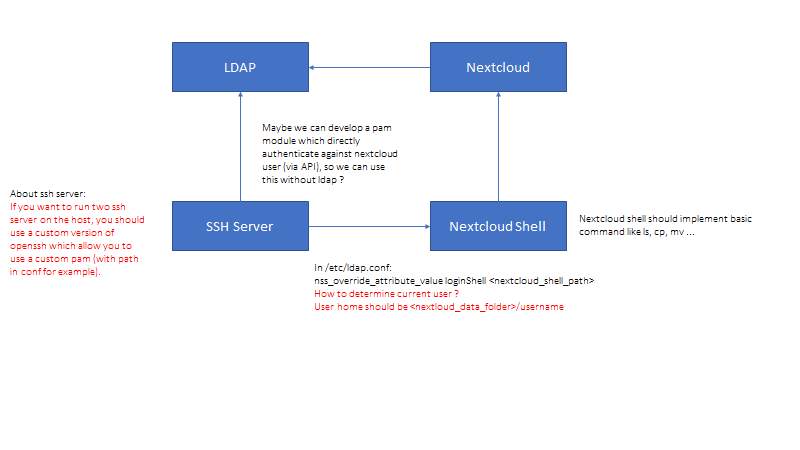 LDAP
Nextcloud
Maybe we can develop a pam
module which directly
authenticate against nextcloud
user (via API), so we can use
this without ldap ?
About ssh server:
If you want to run two ssh
server on the host, you should
use a custom version of
openssh which allow you to
use a custom pam (with path
in conf for example).
SSH Server
Nextcloud Shell
Nextcloud shell should implement basic
command like ls, cp, mv ...
In /etc/ldap.conf:
nss_override_attribute_value loginShell <nextcloud_shell_path>
How to determine current user ?
User home should be <nextloud_data_folder>/username